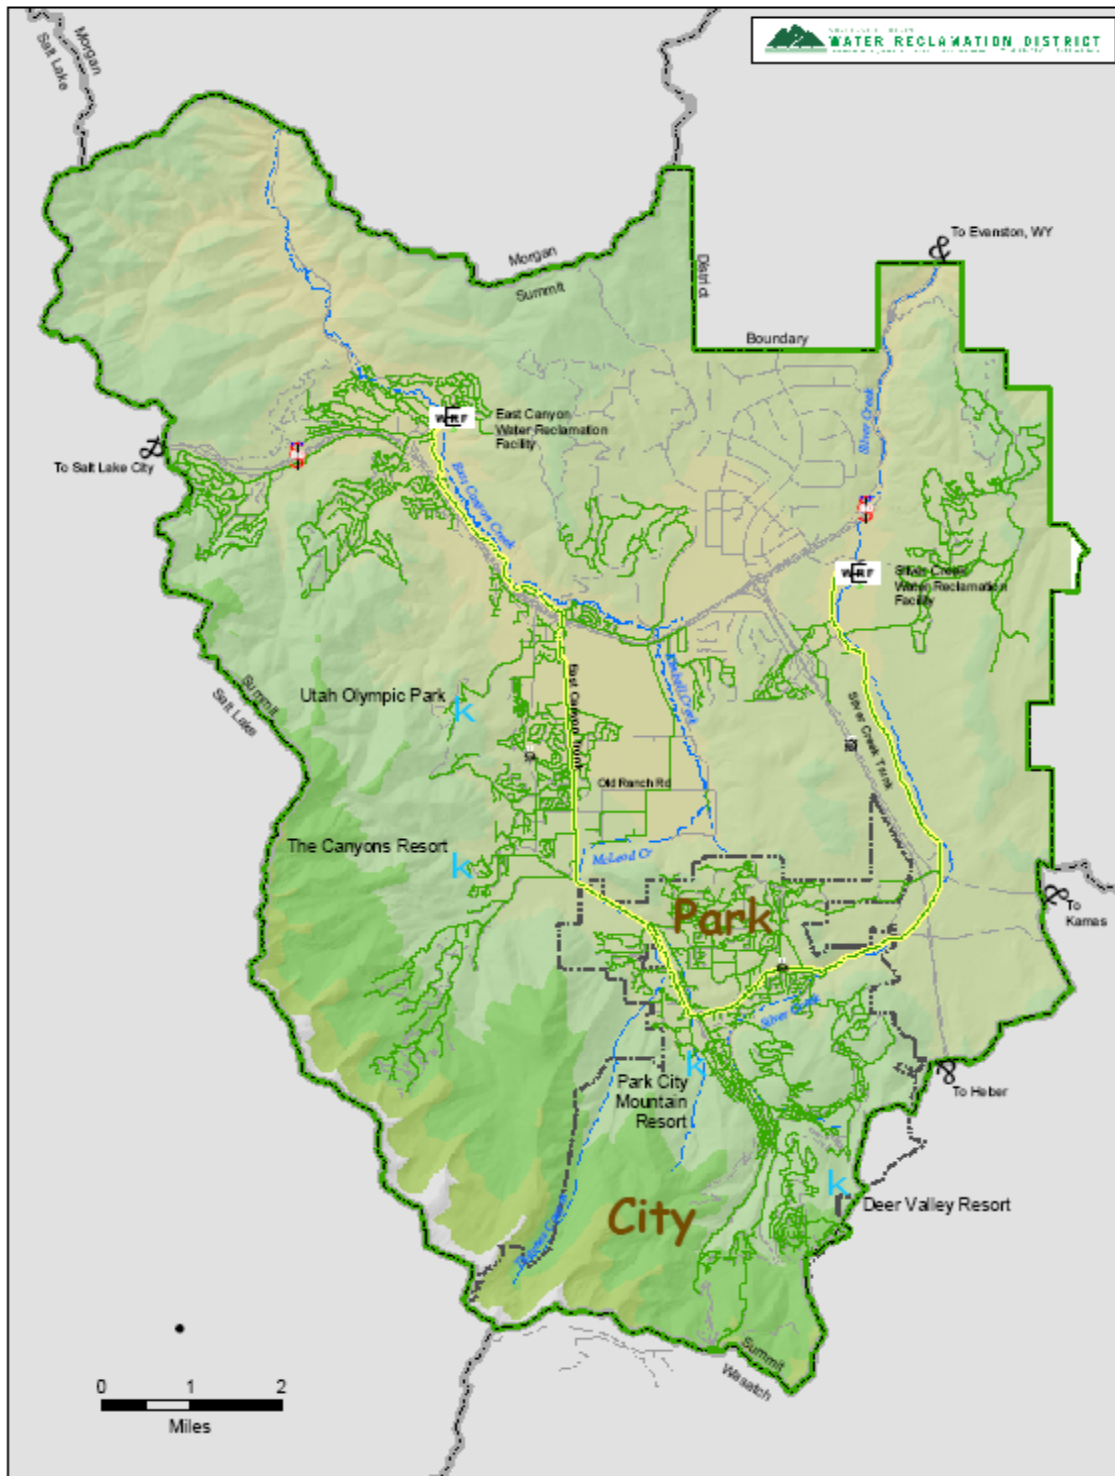 Morgan
Salt Lake
WATER RECLAMATION DISTRICT
To Evanston, WY
Morgan
Summit
District
Boundary
Silver Creek
WRF
East Canyon
Water Reclamation
Facility
To Salt Lake City
East Canyon Creek
WRF
Silver Creek
Water Reclamation
Facility
Summit
Salt Lake
Utah Olympic Park
k
East Canyon Trunk
Kimball Creek
Silver Creek Trunk
Old Ranch Rd
The Canyons Resort
k
McLeod Cr
Park
To
Kamas
Silver Creek
k
Park City
Mountain
Resort
To Heber
k
Deer Valley Resort
City
Summit
Wasatch
0 1 2
Miles